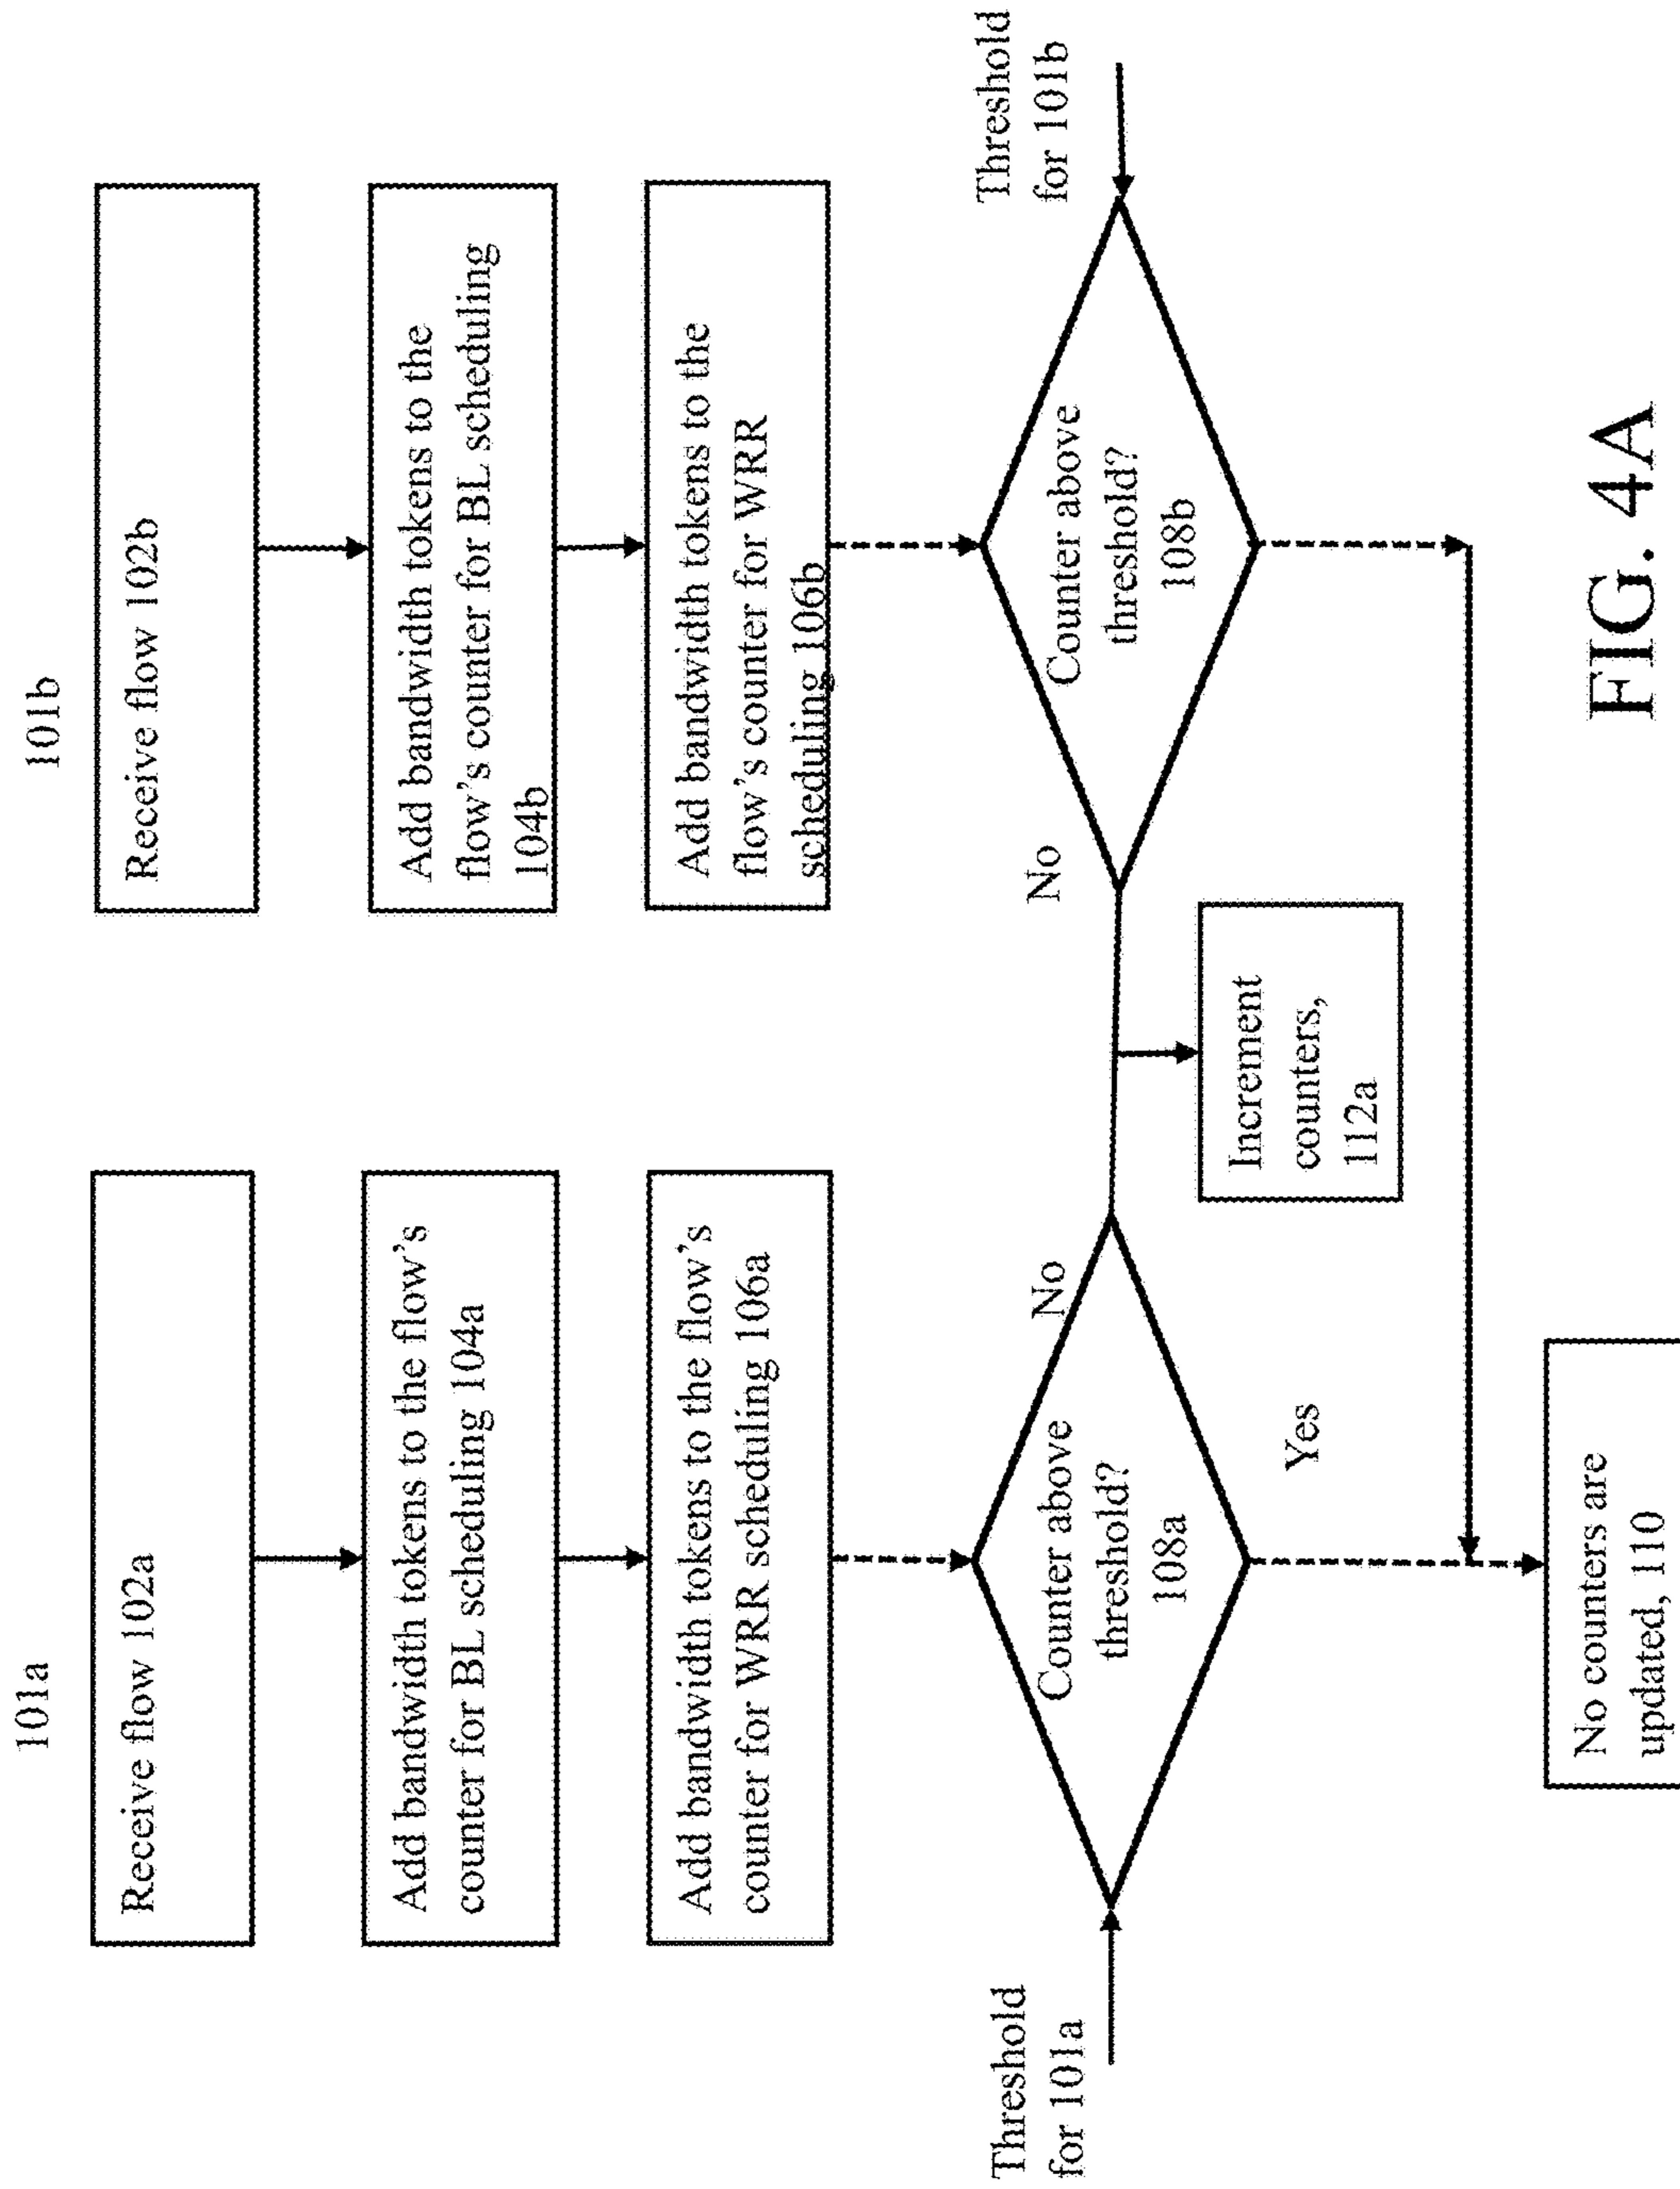 101a
Receive flow 102a
Add bandwidth tokens to the flow's
counter for BL scheduling 104a
Add bandwidth tokens to the flow's
counter for WRR scheduling 106a
Threshold
for 101a
Counter above
threshold?
108a
No
Yes
No counters are
updated, 110
Increment
counters,
112a
101b
Receive flow 102b
Add bandwidth tokens to the
flow's counter for BL scheduling
104b
Add bandwidth tokens to the
flow's counter for WRR
scheduling 106b
No
Counter above
threshold?
108b
Threshold
for 101b
FIG. 4A